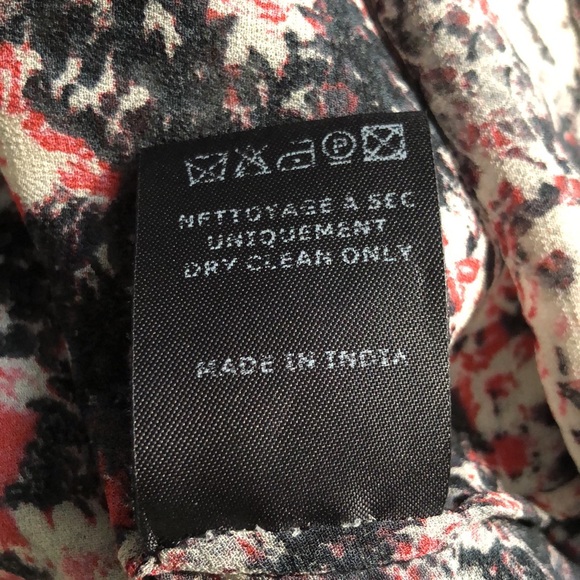 P
NETTOYAGE A SEC
UNIQUEMENT
DRY CLEAN ONLY
MADE IN INDIA